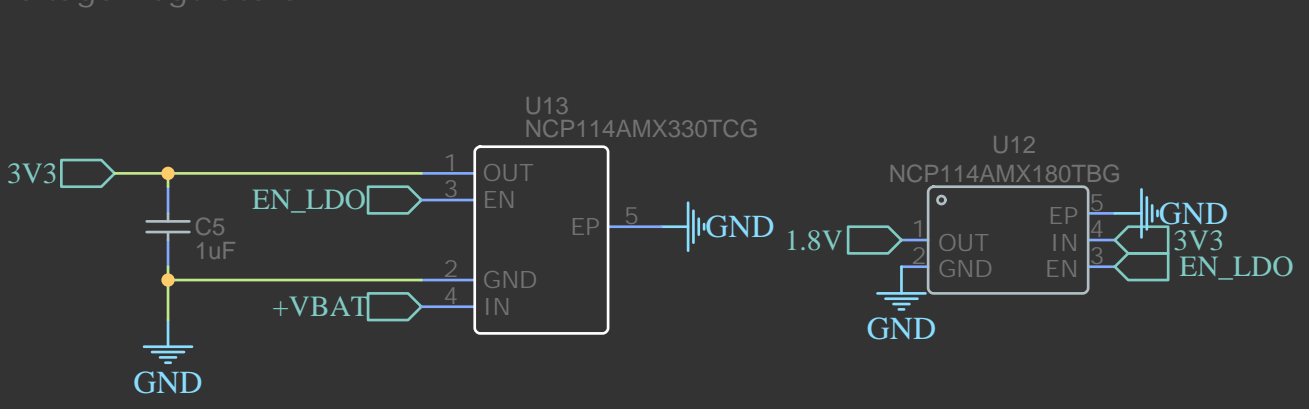 U13
NCP114AMX330TCG
3V3
1
OUT
EN_LDO
3
EN
C5
1uF
EP
5
GND
2
GND
+VBAT
4
IN
GND
U12
NCP114AMX180TBG
EP
5
GND
1.8V
1
OUT
IN
4
3V3
2
GND
EN
3
EN_LDO
GND